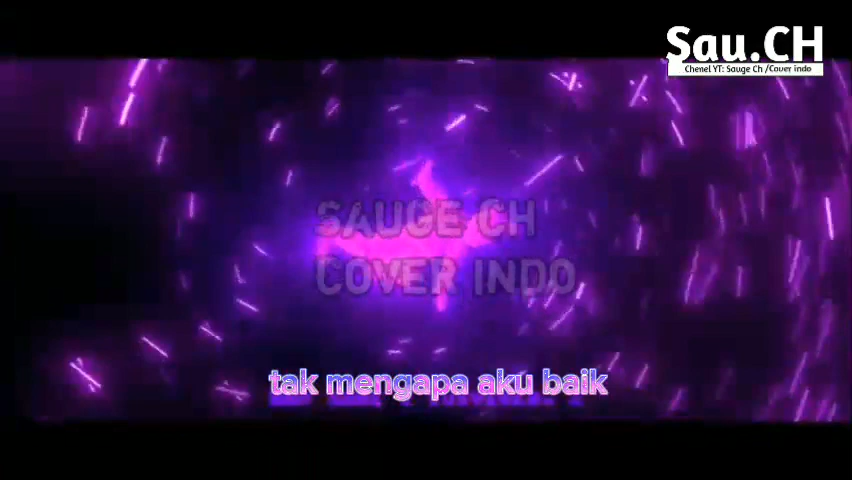 Sau.CH
Chenel YT: Sauge Ch /Cover indo
SAUGE CH
COVER INDO
tak mengapa aku baik